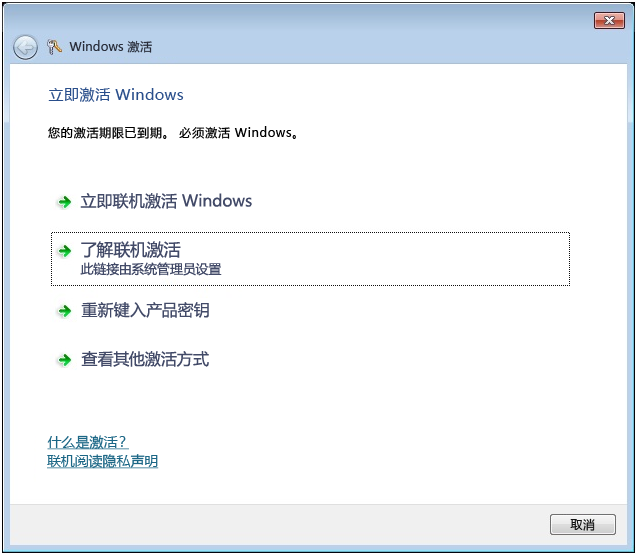 Windows 激活
立即激活 Windows
您的激活期限已到期。 必须激活 Windows。
立即联机激活 Windows
了解联机激活
此链接由系统管理员设置
重新键入产品密钥
查看其他激活方式
什么是激活？
联机阅读隐私声明
取消